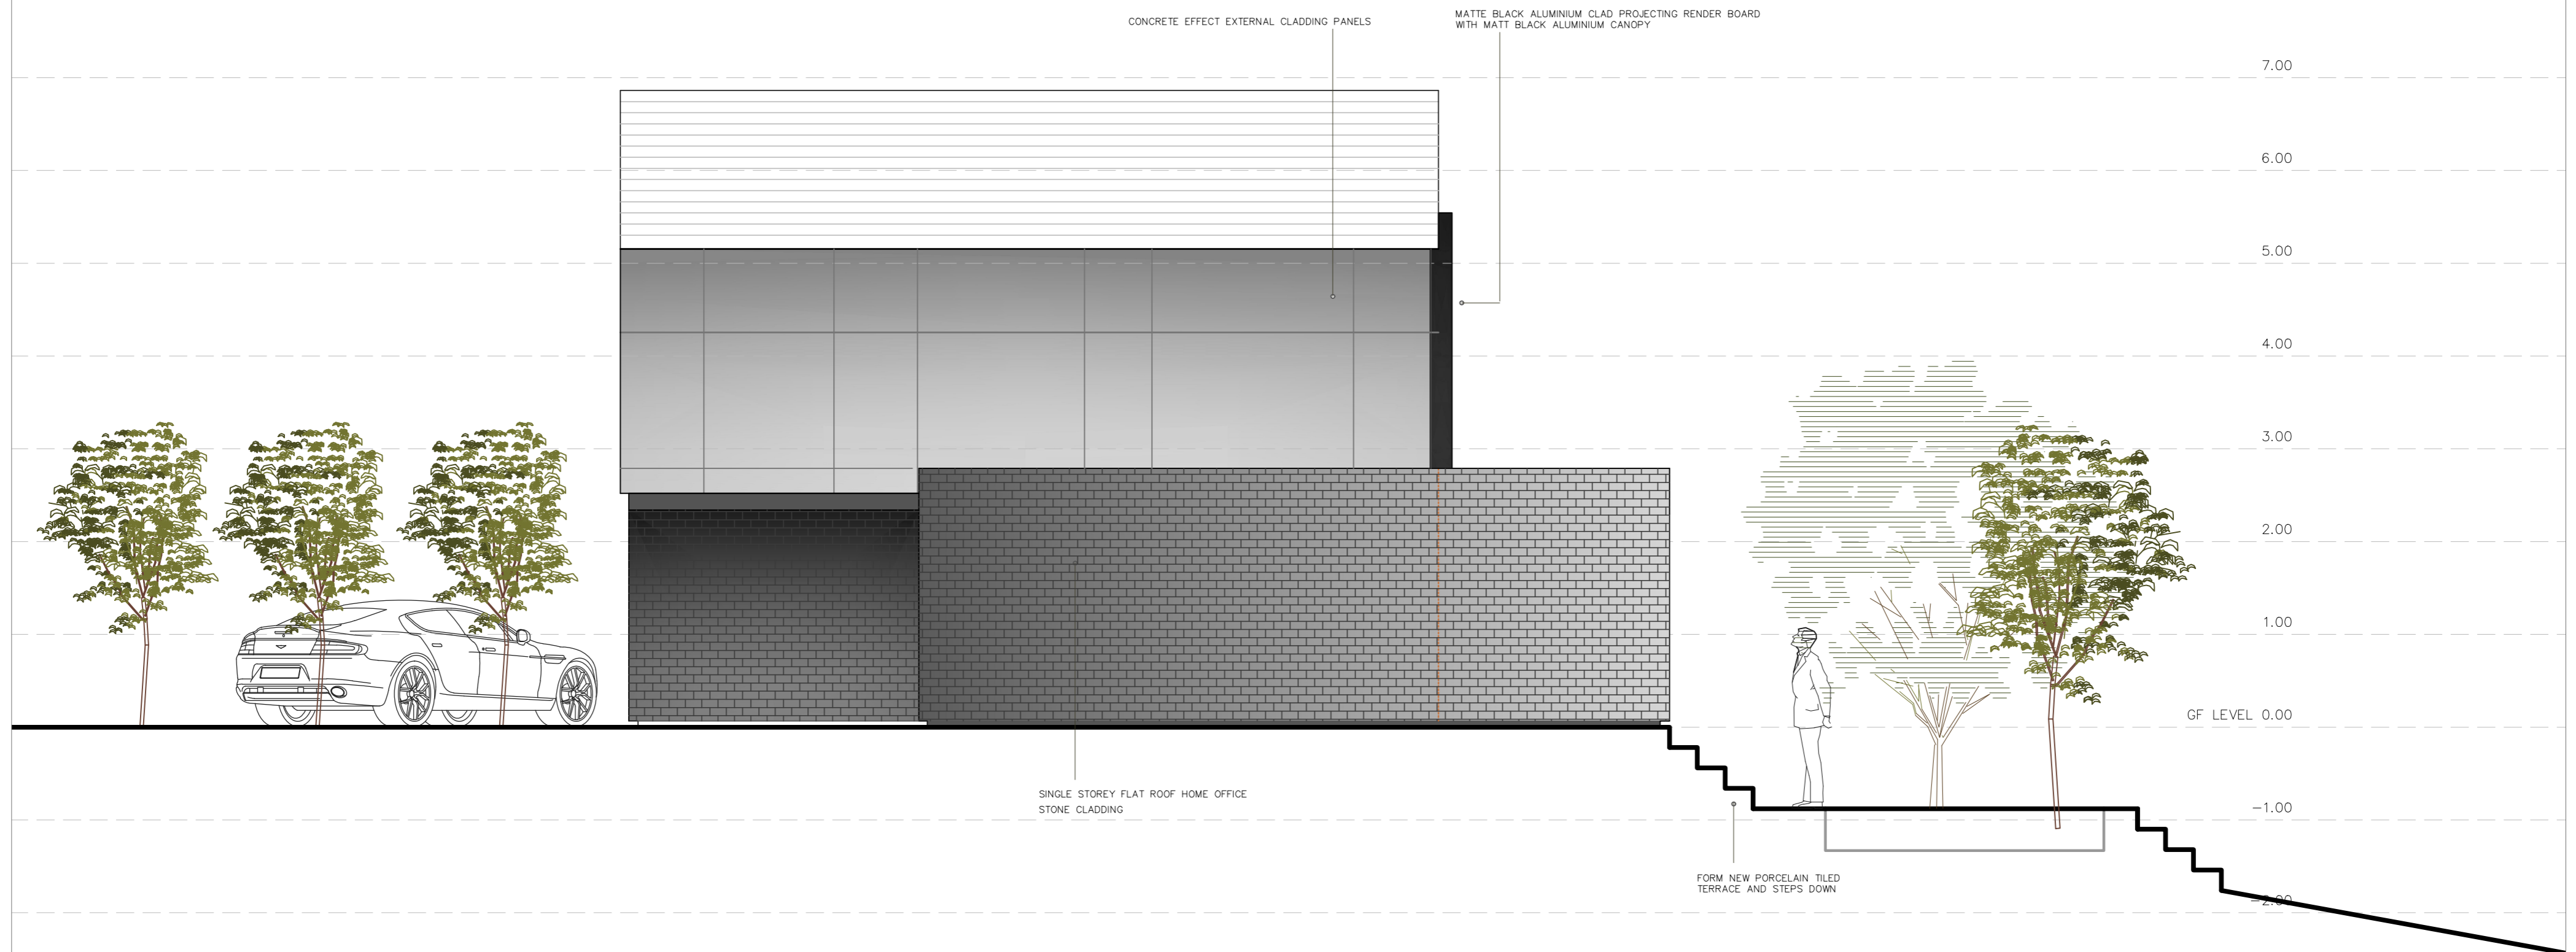 MATTE BLACK ALUMINIUM CLAD PROJECTING RENDER BOARD
WITH MATT BLACK ALUMINIUM CANOPY
CONCRETE EFFECT EXTERNAL CLADDING PANELS
7.00
6.00
5.00
4.00
3.00
2.00
1.00
GF LEVEL 0.00
-1.00
-2.00
SINGLE STOREY FLAT ROOF HOME OFFICE
STONE CLADDING
FORM NEW PORCELAIN TILED
TERRACE AND STEPS DOWN